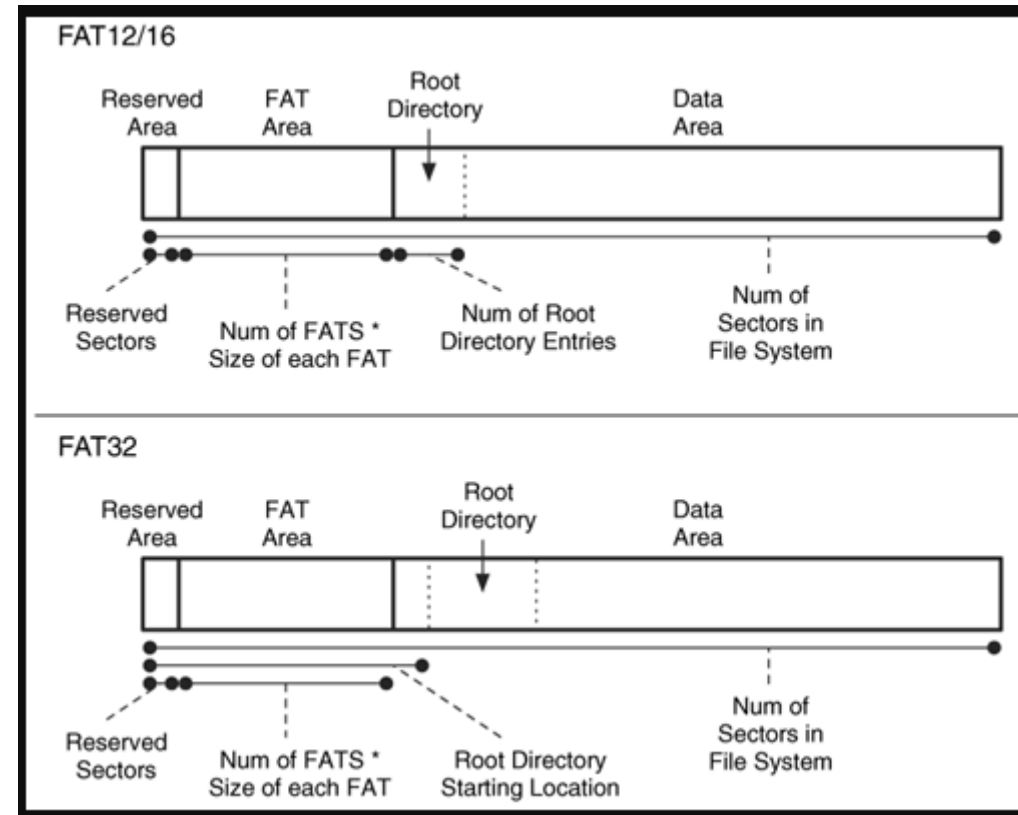 FAT12/16
Reserved
Area
FAT
Area
Root
Directory
Data
Area
Reserved
Sectors
Num of FATS *
Size of each FAT
Num of Root
Directory Entries
Num of
Sectors in
File System
FAT32
Reserved
Area
FAT
Area
Root
Directory
Data
Area
Reserved
Sectors
Num of FATS *
Size of each FAT
Root Directory
Starting Location
Num of
Sectors in
File System